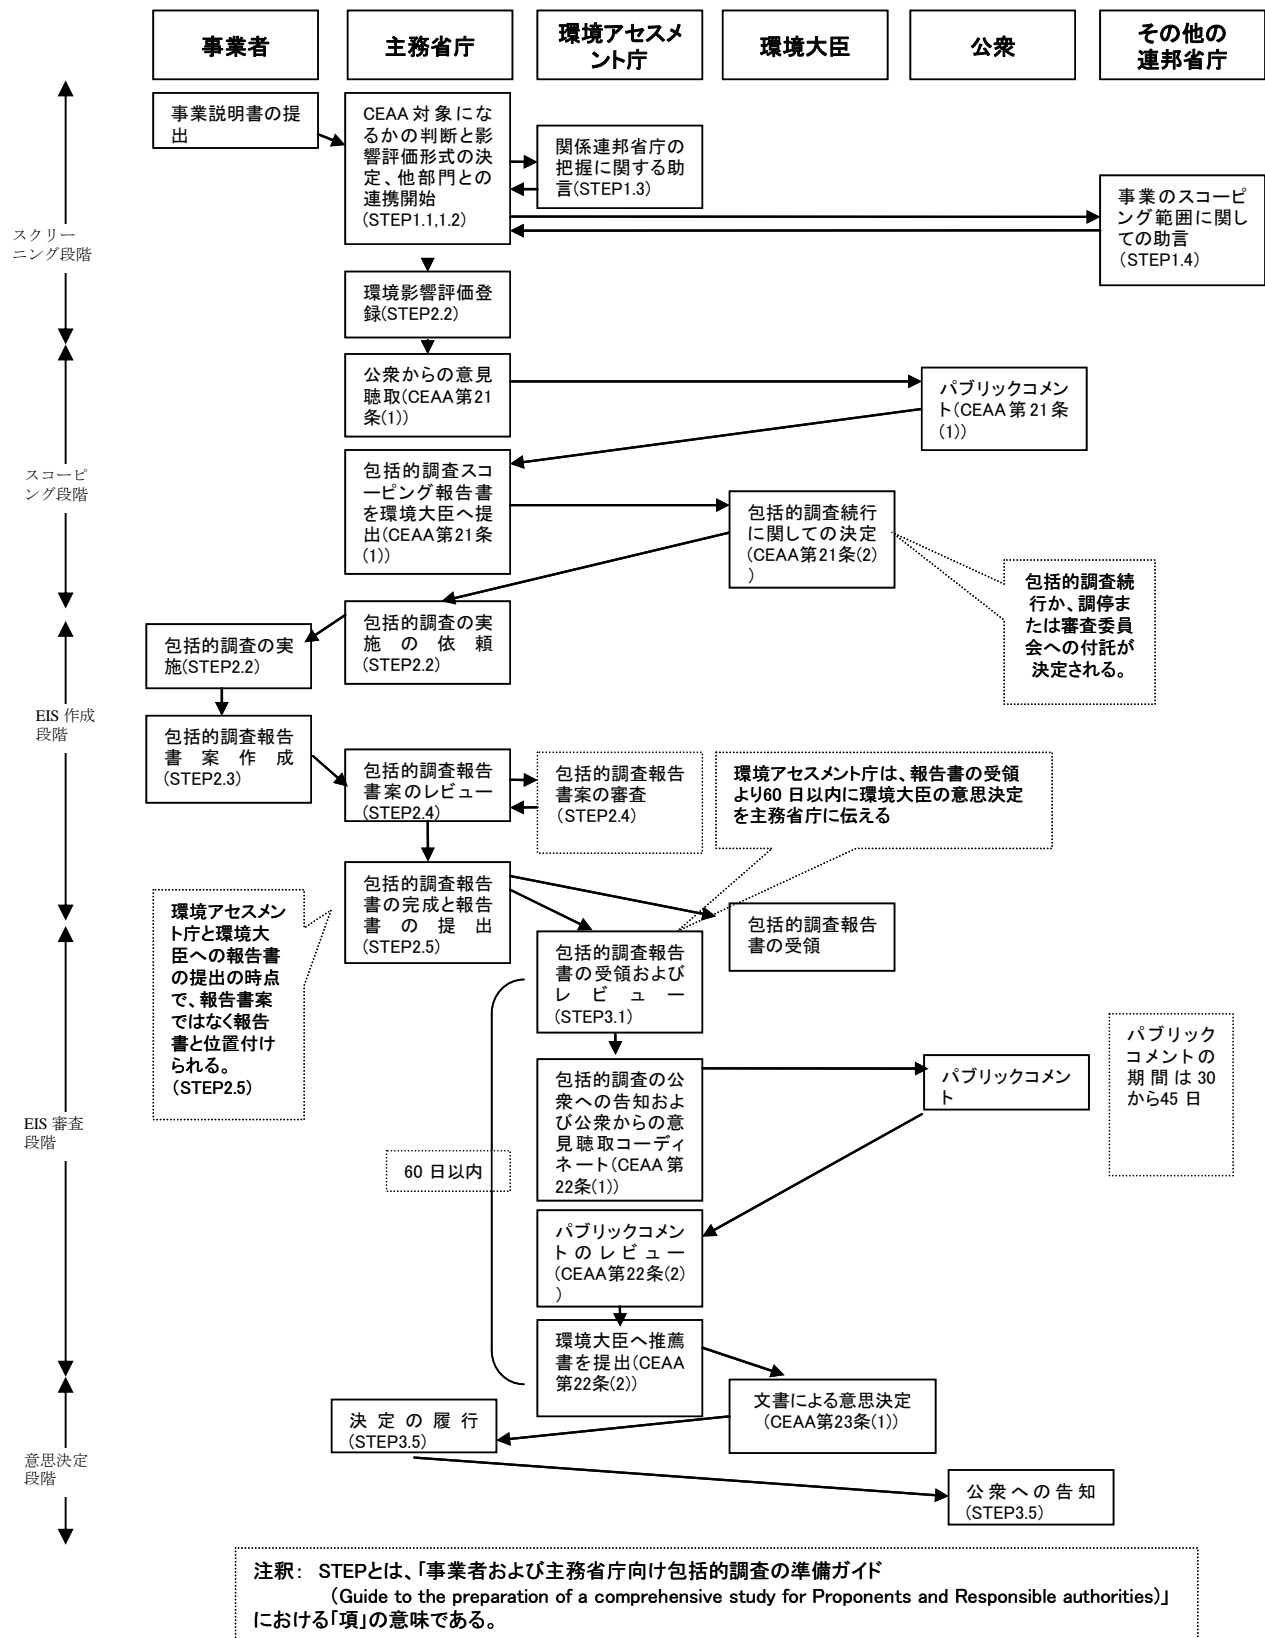 事業者
主務省庁
環境アセスメ
ント庁
環境大臣
公衆
その他の
連邦省庁
スクリー
ニング段階
事業説明書の提
出
CEAA 対象にな
るかの判断と影
響評価形式の決
定、他部門との
連携開始
(STEP1.1,1.2)
関係連邦省庁の
把握に関する助
言(STEP1.3)
事業のスコーピ
ング範囲に関し
ての助言
(STEP1.4)
環境影響評価登
録(STEP2.2)
スコーピ
ング段階
公衆からの意見
聴取(CEAA第21
条(1))
パブリックコメン
ト(CEAA 第 21 条
(1))
包括的調査スコ
ーピング報告書
を環境大臣へ提
出(CEAA第21条
(1))
包括的調査続行
に関しての決定
(CEAA第21条(2)
)
包括的調査続
行か、調停ま
たは審査委員
会への付託が
決定される。
EIS 作成
段階
包括的調査の実
施の依頼
(STEP2.2)
包括的調査の実
施(STEP2.2)
包括的調査報告
書案作成
(STEP2.3)
包括的調査報告
書案のレビュー
(STEP2.4)
包括的調査報告
書案の審査
(STEP2.4)
環境アセスメント庁は、報告書の受領
より60 日以内に環境大臣の意思決定
を主務省庁に伝える
包括的調査報告
書の完成と報告
書の提出
(STEP2.5)
環境アセスメン
ト庁と環境大
臣への報告書
の提出の時点
で、報告書案
ではなく報告
書と位置付け
られる。
(STEP2.5)
包括的調査報告
書の受領
EIS 審査
段階
包括的調査報告
書の受領および
レビュー
(STEP3.1)
包括的調査の公
衆への告知およ
び公衆からの意
見聴取コーディ
ネート(CEAA 第
22条(1))
パブリックコメン
ト
パブリック
コメントの
期間は 30
から45 日
60 日以内
パブリックコメン
トのレビュー
(CEAA第22条(2)
)
環境大臣へ推薦
書を提出(CEAA
第22条(2))
意思決定
段階
文書による意思決定
(CEAA第23条(1))
決定の履行
(STEP3.5)
公衆への告知
(STEP3.5)
注釈: STEPとは、「事業者および主務省庁向け包括的調査の準備ガイド
(Guide to the preparation of a comprehensive study for Proponents and Responsible authorities)」
における「項」の意味である。